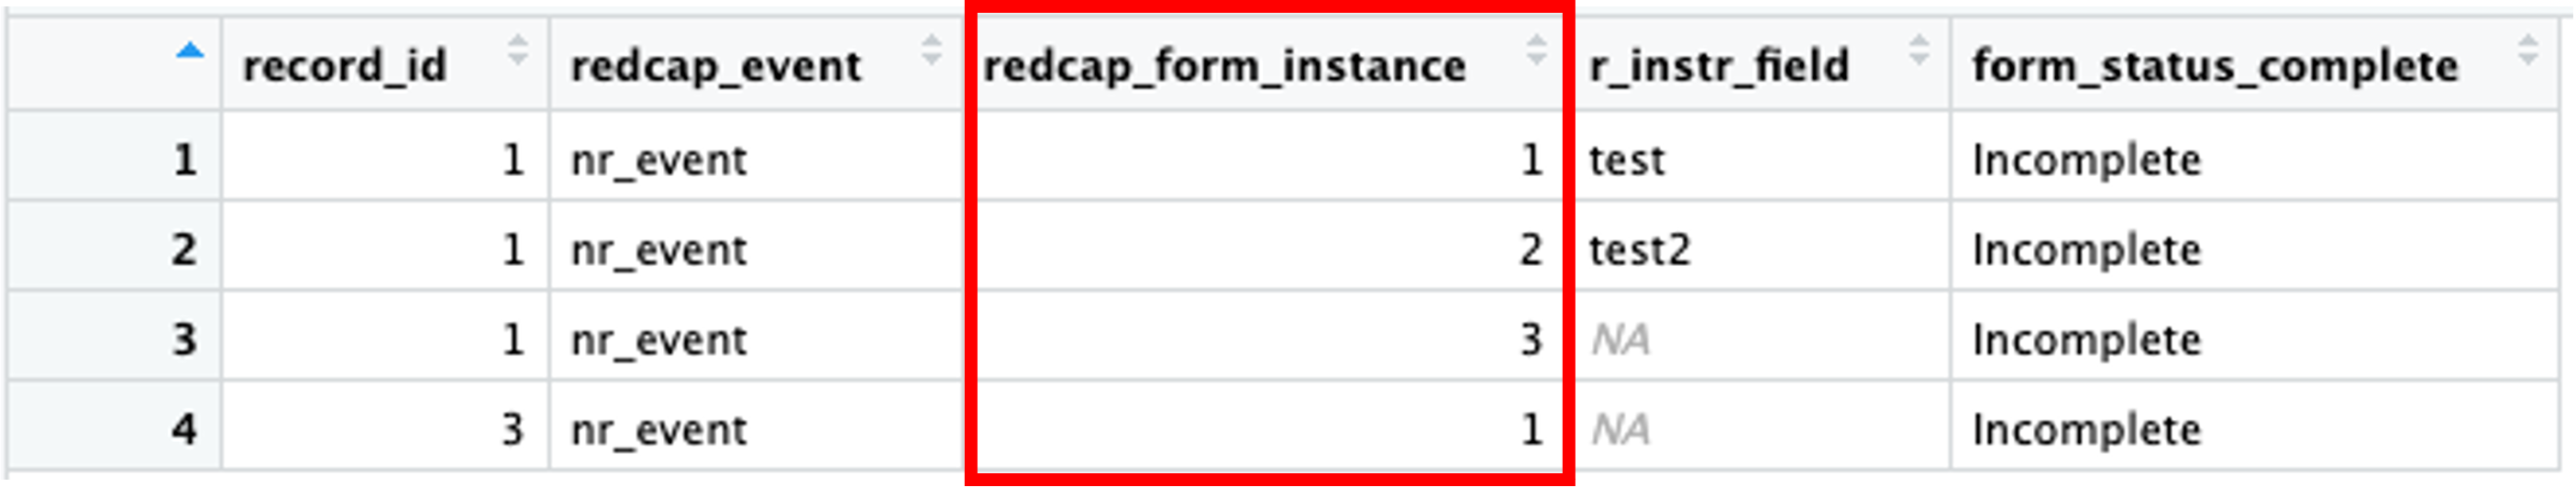 record_id redcap_event redcap_form_instance r_instr_field form_status_complete
1 1 nr_event 1 test Incomplete
2 1 nr_event 2 test2 Incomplete
3 1 nr_event 3 NA Incomplete
4 3 nr_event 1 NA Incomplete